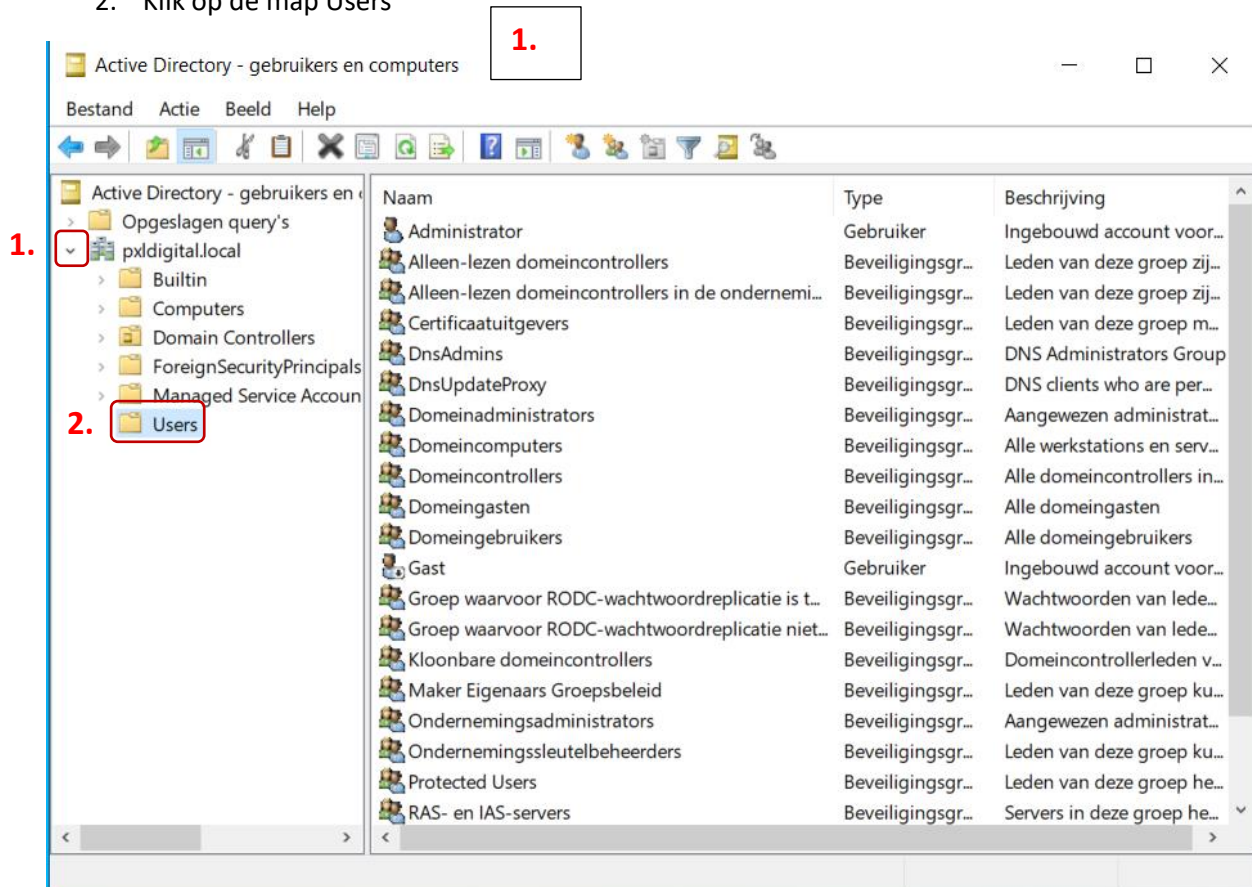 2. Klik op de map Users
1.
Active Directory - gebruikers en computers
Bestand Actie Beeld Help
Active Directory - gebruikers en
Opgeslagen query's
1.
pxldigital.local
Builtin
Computers
Domain Controllers
ForeignSecurityPrincipals
Managed Service Accoun
2. Users
Naam Type Beschrijving
Administrator Gebruiker Ingebouwd account voor...
Alleen-lezen domeincontrollers Beveiligingsgr... Leden van deze groep zij...
Alleen-lezen domeincontrollers in de ondernemi... Beveiligingsgr... Leden van deze groep zij...
Certificaatuitgevers Beveiligingsgr... Leden van deze groep m...
DnsAdmins Beveiligingsgr... DNS Administrators Group
DnsUpdateProxy Beveiligingsgr... DNS clients who are per...
Domeinadministrators Beveiligingsgr... Aangewezen administrat...
Domeincomputers Beveiligingsgr... Alle werkstations en serv...
Domeincontrollers Beveiligingsgr... Alle domeincontrollers in...
Domeingasten Beveiligingsgr... Alle domeingasten
Domeingebruikers Beveiligingsgr... Alle domeingebruikers
Gast Gebruiker Ingebouwd account voor...
Groep waarvoor RODC-wachtwoordreplicatie is t... Beveiligingsgr... Wachtwoorden van lede...
Groep waarvoor RODC-wachtwoordreplicatie niet... Beveiligingsgr... Wachtwoorden van lede...
Kloonbare domeincontrollers Beveiligingsgr... Domeincontrollerleden v...
Maker Eigenaars Groepsbeleid Beveiligingsgr... Leden van deze groep ku...
Ondernemingsadministrators Beveiligingsgr... Aangewezen administrat...
Ondernemingssleutelbeheerders Beveiligingsgr... Leden van deze groep ku...
Protected Users Beveiligingsgr... Leden van deze groep he...
RAS- en IAS-servers Beveiligingsgr... Servers in deze groep he...